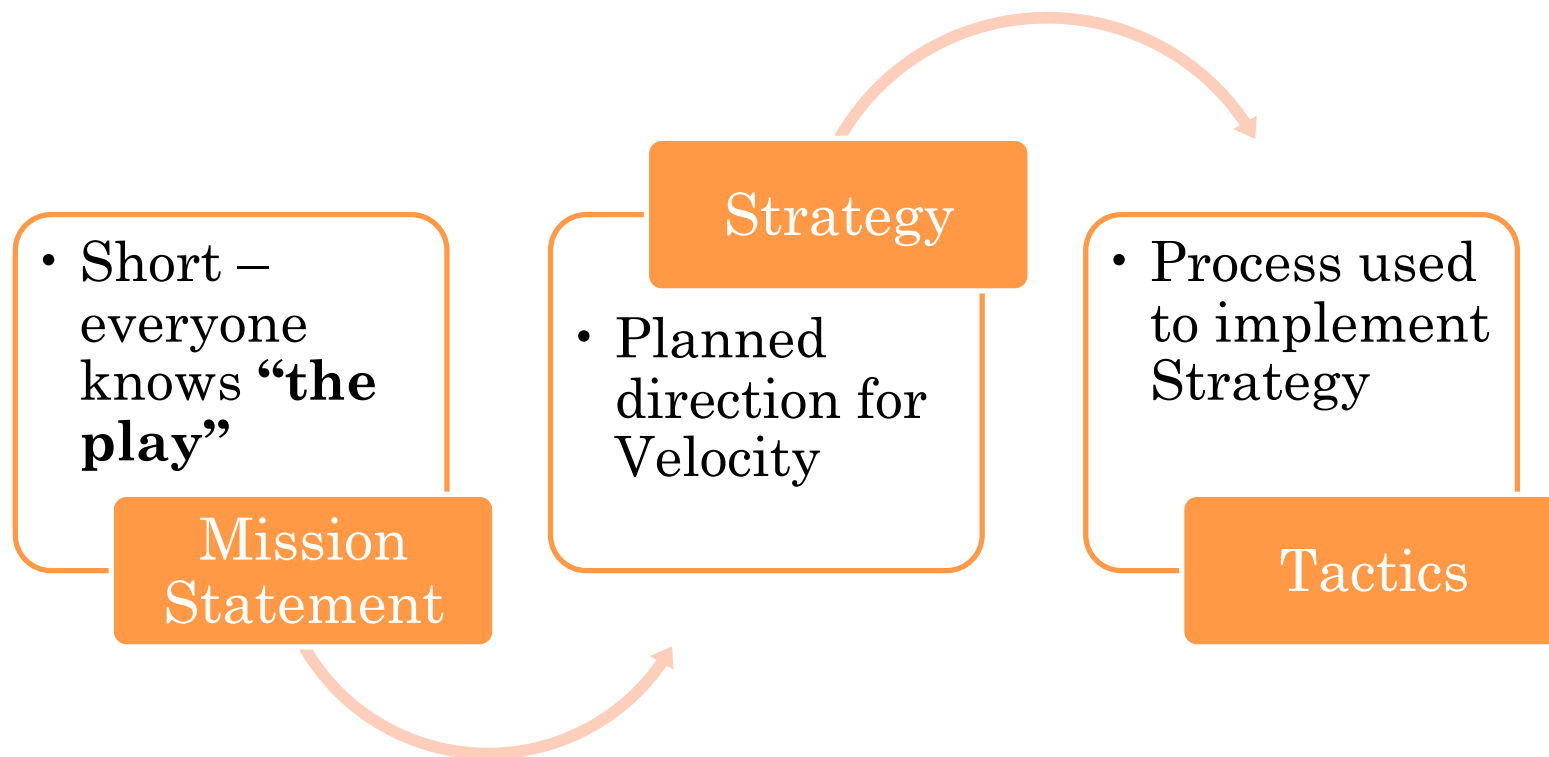 • Short –
everyone
knows “the
play”
Mission
Statement
Strategy
• Planned
direction for
Velocity
• Process used
to implement
Strategy
Tactics